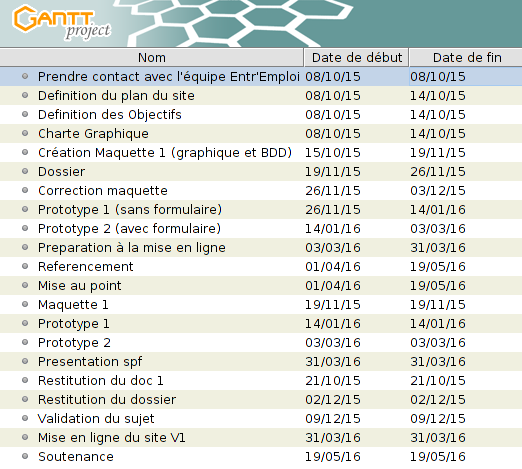 GANTT
project
Nom Date de début Date de fin
Prendre contact avec l'équipe Entr'Emploi 08/10/15 08/10/15
Definition du plan du site 08/10/15 14/10/15
Definition des Objectifs 08/10/15 14/10/15
Charte Graphique 08/10/15 14/10/15
Création Maquette 1 (graphique et BDD) 15/10/15 19/11/15
Dossier 19/11/15 26/11/15
Correction maquette 26/11/15 03/12/15
Prototype 1 (sans formulaire) 26/11/15 14/01/16
Prototype 2 (avec formulaire) 14/01/16 03/03/16
Preparation à la mise en ligne 03/03/16 31/03/16
Referencement 01/04/16 19/05/16
Mise au point 01/04/16 19/05/16
Maquette 1 19/11/15 19/11/15
Prototype 1 14/01/16 14/01/16
Prototype 2 03/03/16 03/03/16
Presentation spf 31/03/16 31/03/16
Restitution du doc 1 21/10/15 21/10/15
Restitution du dossier 02/12/15 02/12/15
Validation du sujet 09/12/15 09/12/15
Mise en ligne du site V1 31/03/16 31/03/16
Soutenance 19/05/16 19/05/16